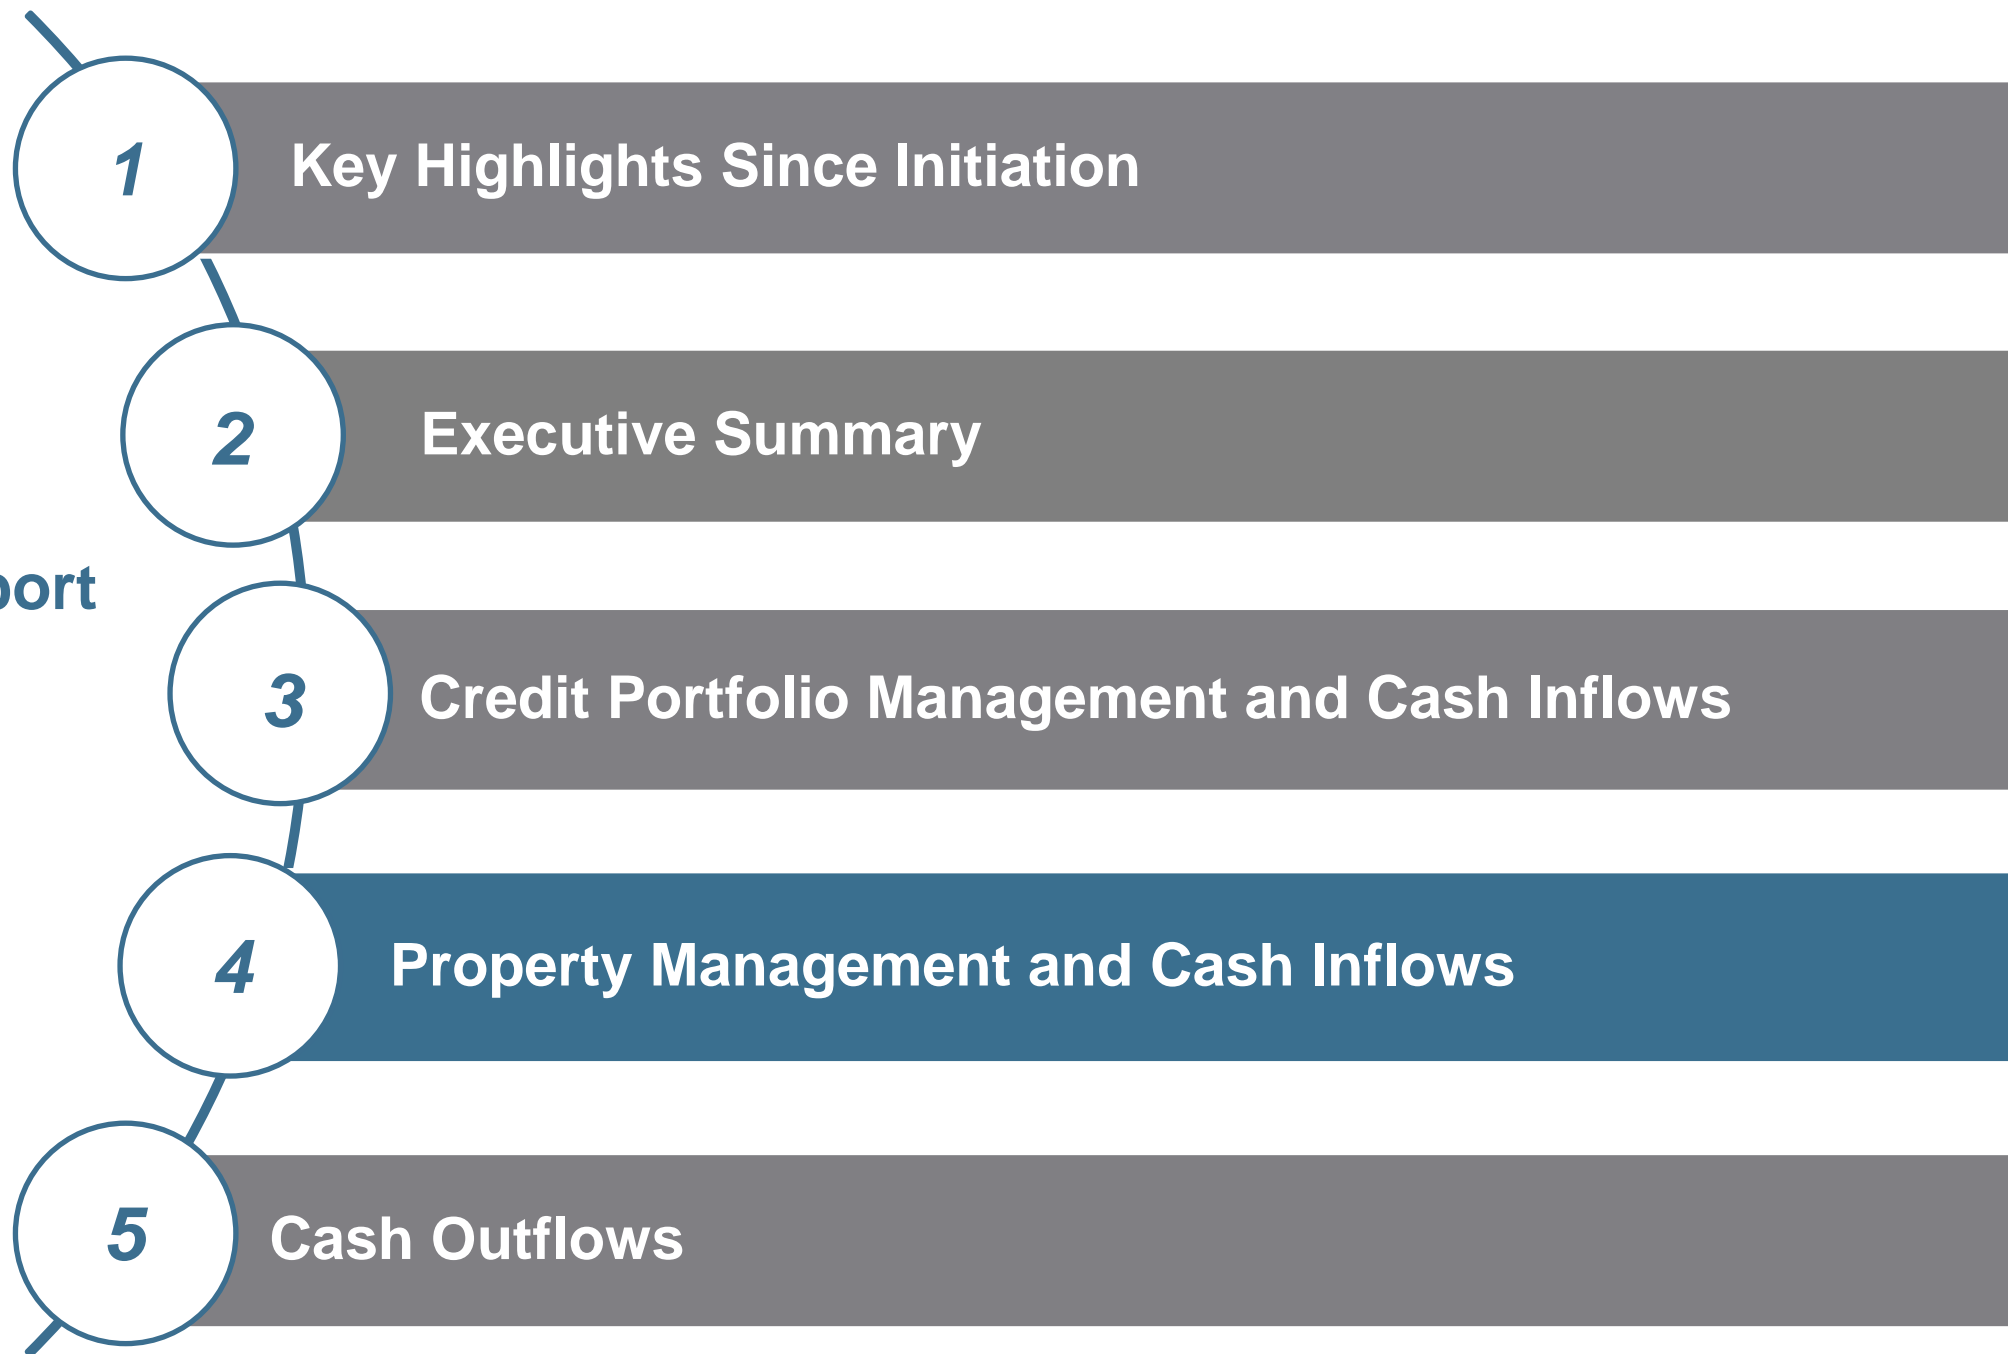 1
Key Highlights Since Initiation
2
Executive Summary
3
Credit Portfolio Management and Cash Inflows
4
Property Management and Cash Inflows
5
Cash Outflows